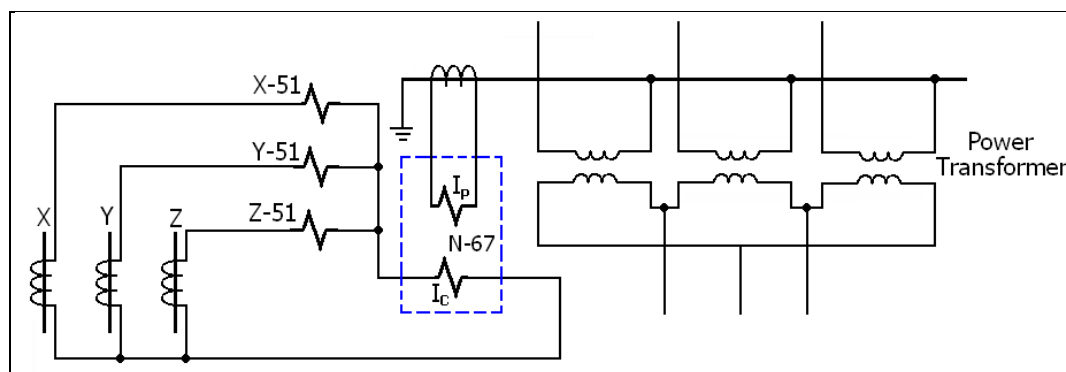 X-51
Y-51
Z-51
X
Y
Z
Ip
N-67
Ic
Power
Transformer